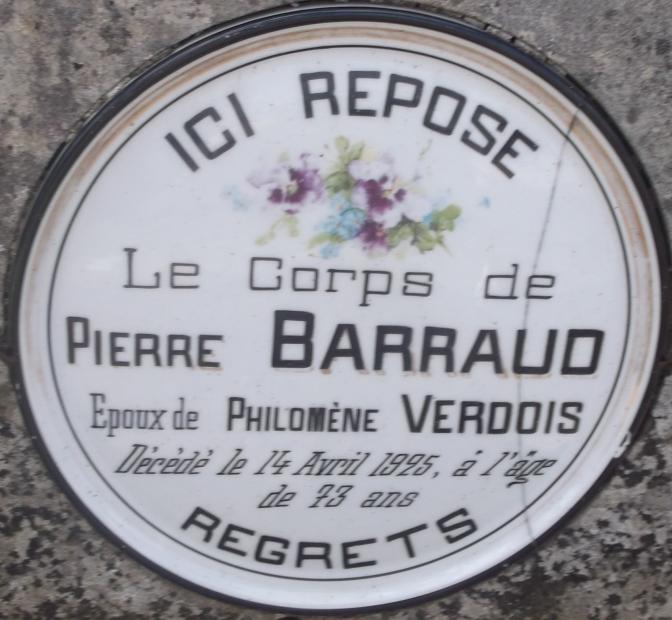 ICI REPOSE
Le Corps de
PIERRE BARRAUD
Epoux de PHILOMÈNE VERDOIS
Décédé le 14 Avril 1925, à l'âge
de 73 ans
REGRETS